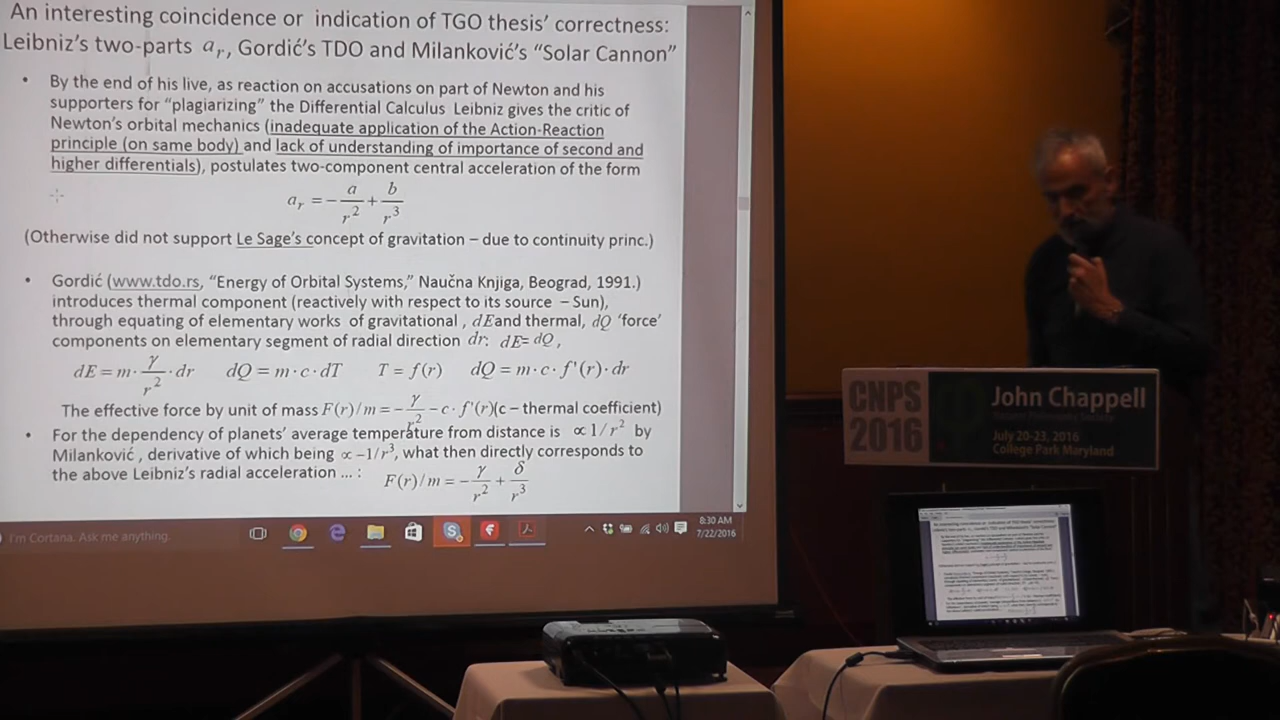 An interesting coincidence or indication of TGO thesis' correctness:
Leibniz's two-parts a_r, Gordić's TDO and Milanković's "Solar Cannon"
• By the end of his live, as reaction on accusations on part of Newton and his
supporters for "plagiarizing" the Differential Calculus Leibniz gives the critic of
Newton's orbital mechanics (inadequate application of the Action-Reaction
principle (on same body) and lack of understanding of importance of second and
higher differentials), postulates two-component central acceleration of the form
a_r = -a/r^2 + b/r^3
(Otherwise did not support Le Sage's concept of gravitation – due to continuity princ.)
• Gordić (www.tdo.rs, "Energy of Orbital Systems," Naučna Knjiga, Beograd, 1991.)
introduces thermal component (reactively with respect to its source – Sun),
through equating of elementary works of gravitational , dE and thermal, dQ 'force'
components on elementary segment of radial direction dr: dE= dQ ,
dE = m·γ/r^2·dr dQ = m·c·dT T = f(r) dQ = m·c·f'(r)·dr
The effective force by unit of mass F(r)/m = -γ/r^2 - c·f'(r) (c – thermal coefficient)
• For the dependency of planets' average temperature from distance is ∝1/r^2 by
Milanković , derivative of which being ∝ -1/r^3, what then directly corresponds to
the above Leibniz's radial acceleration ... : F(r)/m = -γ/r^2 + δ/r^3
I'm Cortana. Ask me anything.
8:30 AM
7/22/2016
CNPS
2016
John Chappell
July 20-23, 2016
College Park Maryland